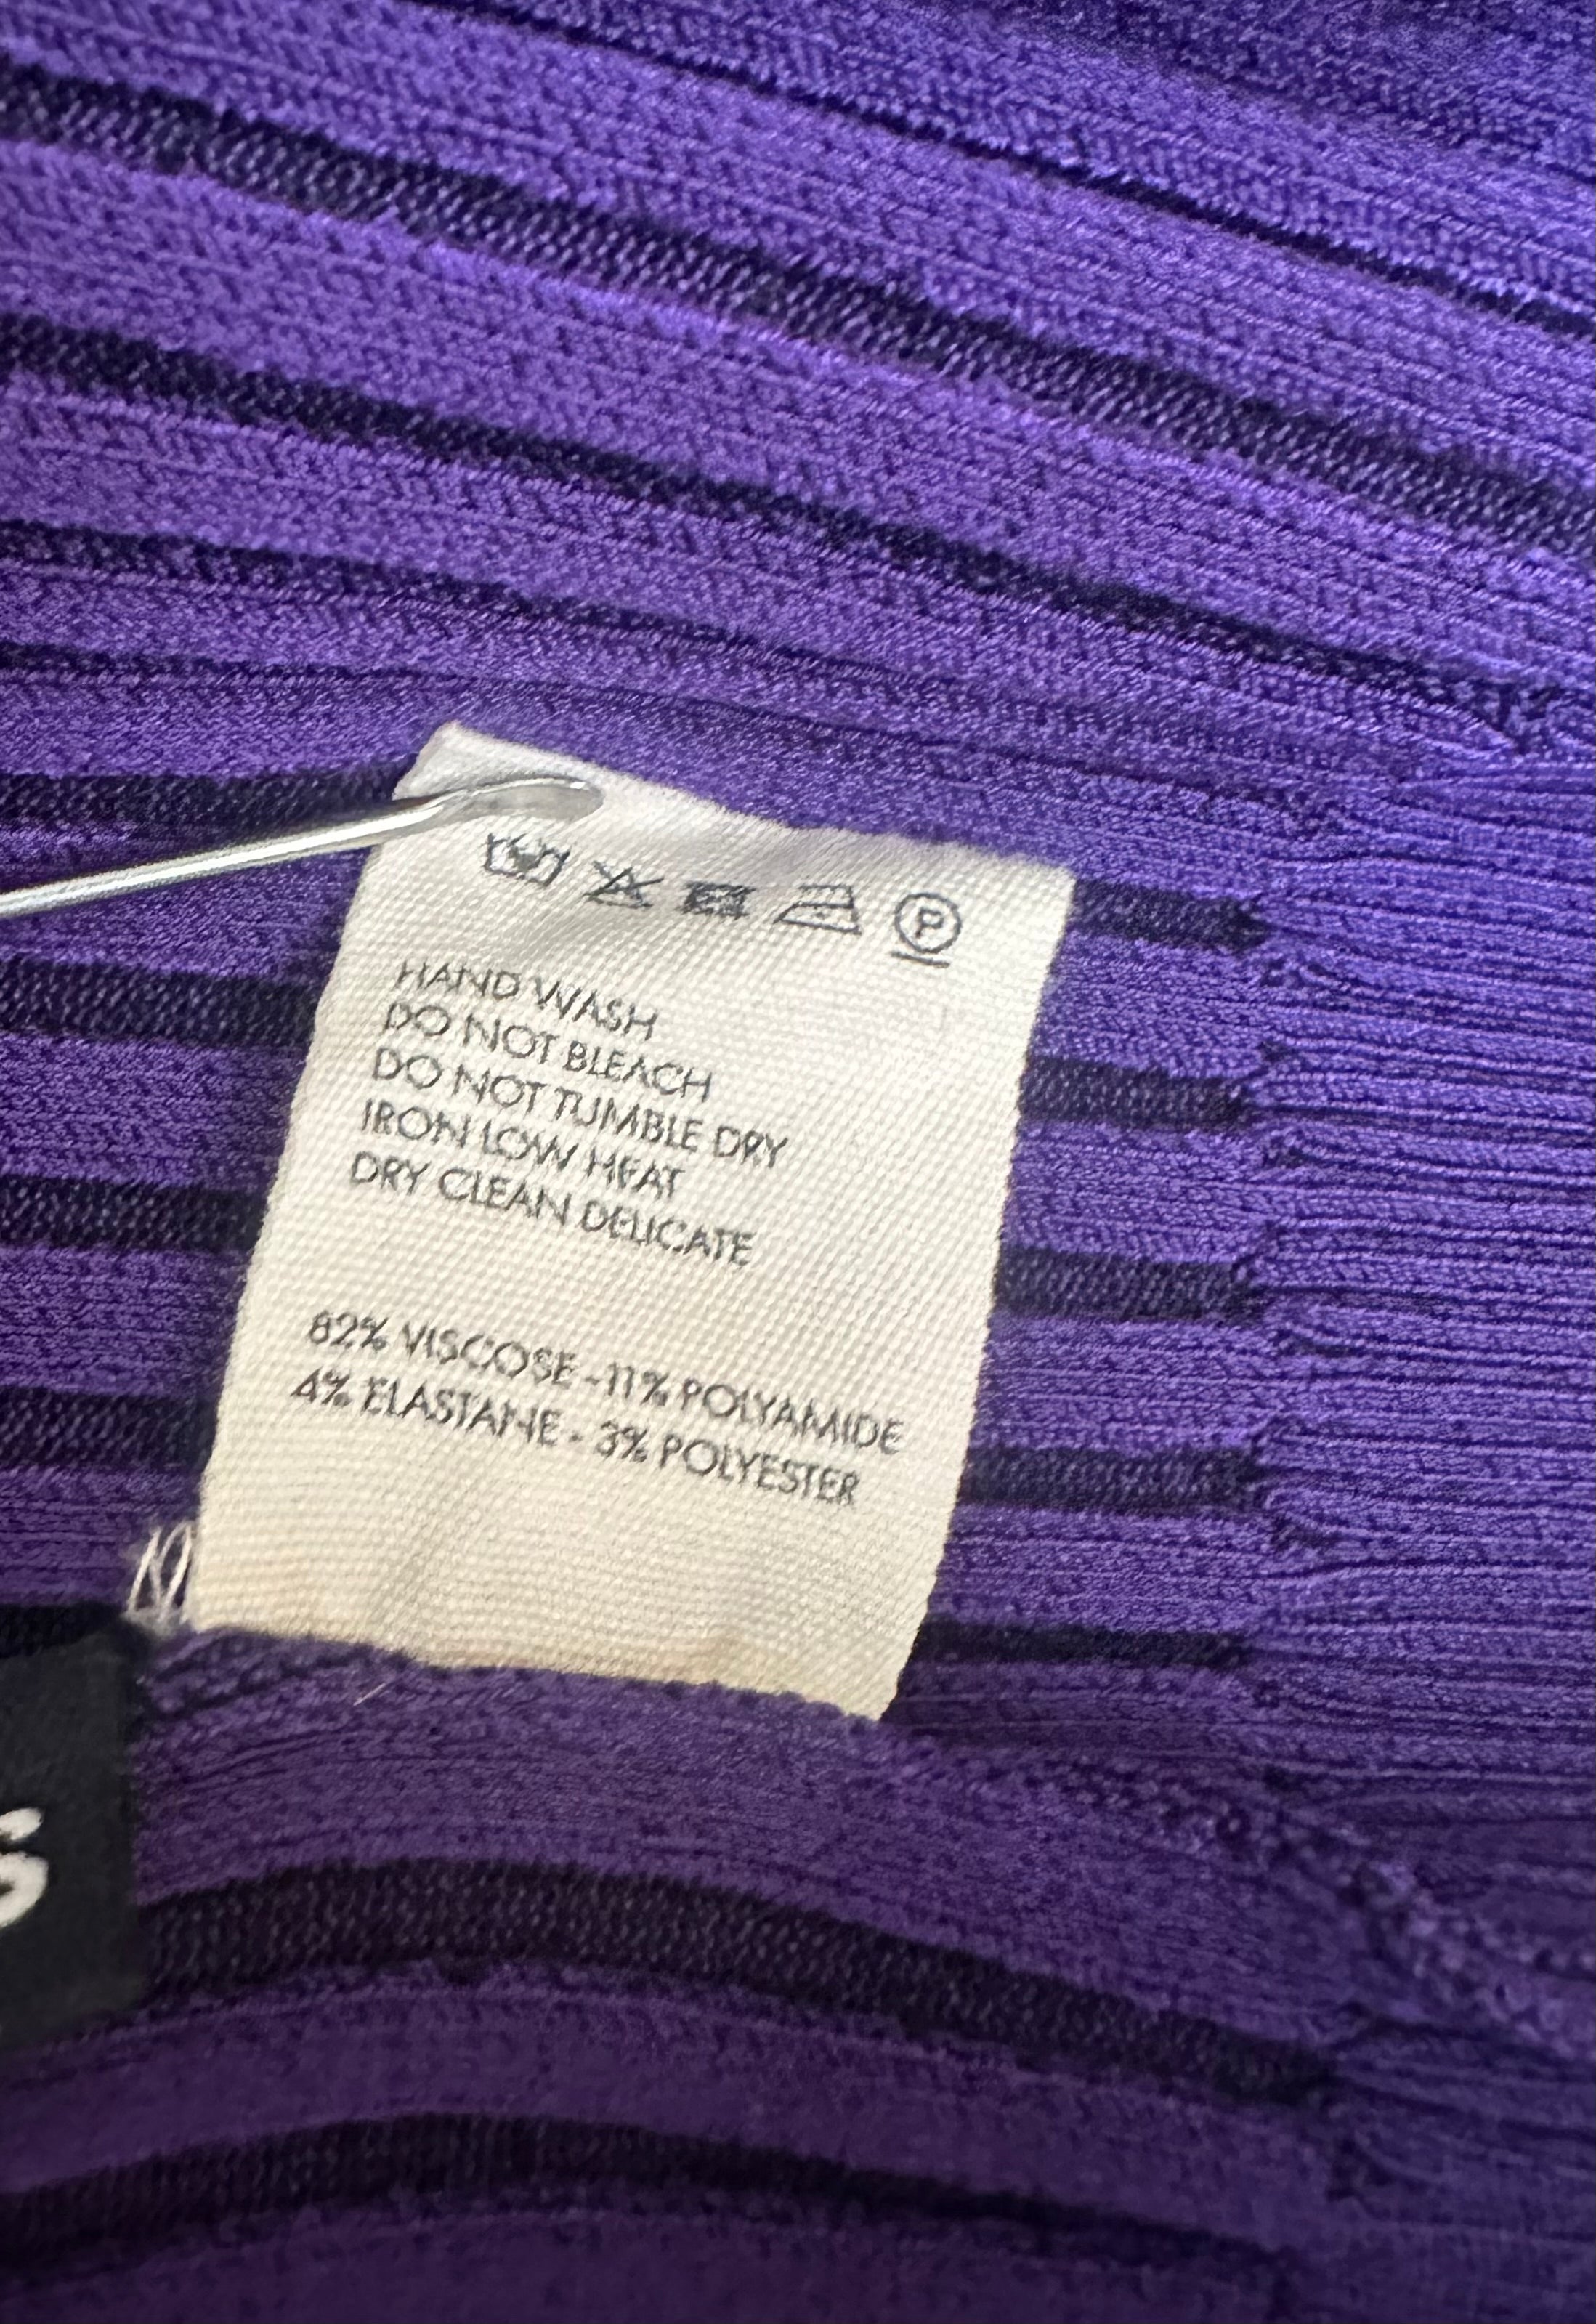 P
HAND WASH
DO NOT BLEACH
DO NOT TUMBLE DRY
IRON LOW HEAT
DRY CLEAN DELICATE
82% VISCOSE - 11% POLYAMIDE
4% ELASTANE - 3% POLYESTER
S